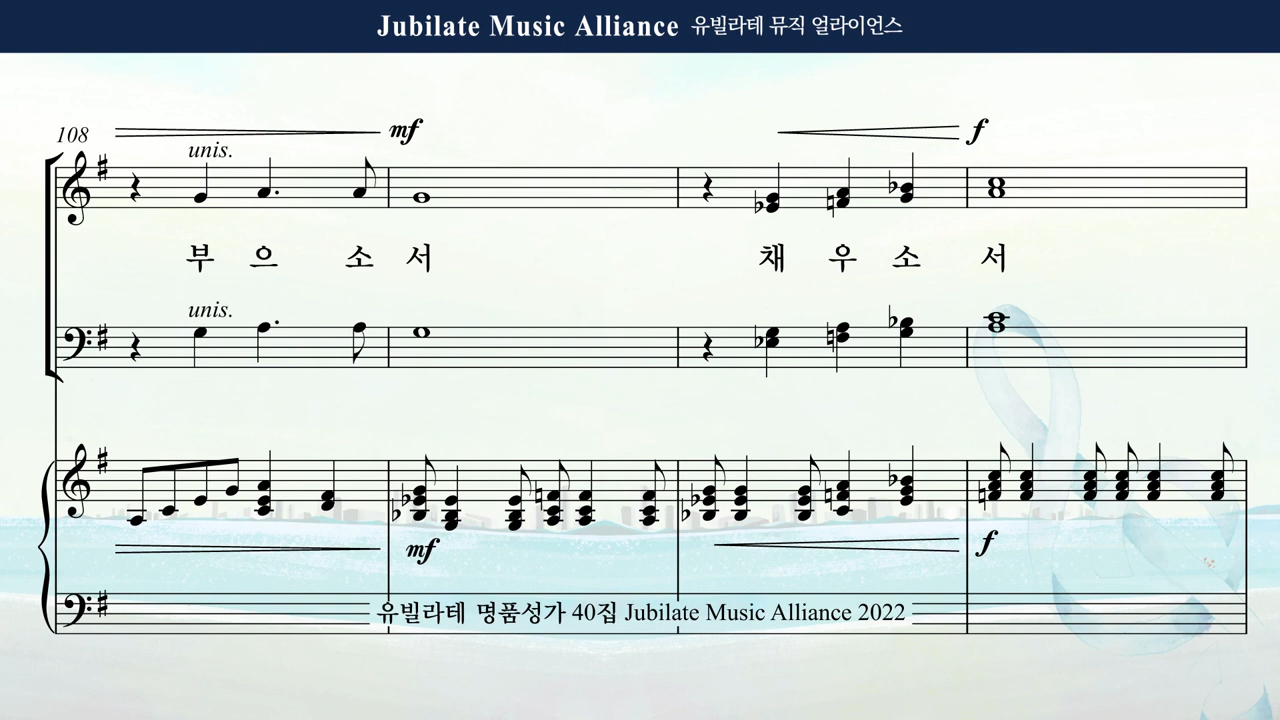 Jubilate Music Alliance 유빌라테 뮤직 얼라이언스
108
mf
f
unis.
부 으 소 서 채 우 소 서
unis.
mf
f
유빌라테 명품성가 40집 Jubilate Music Alliance 2022